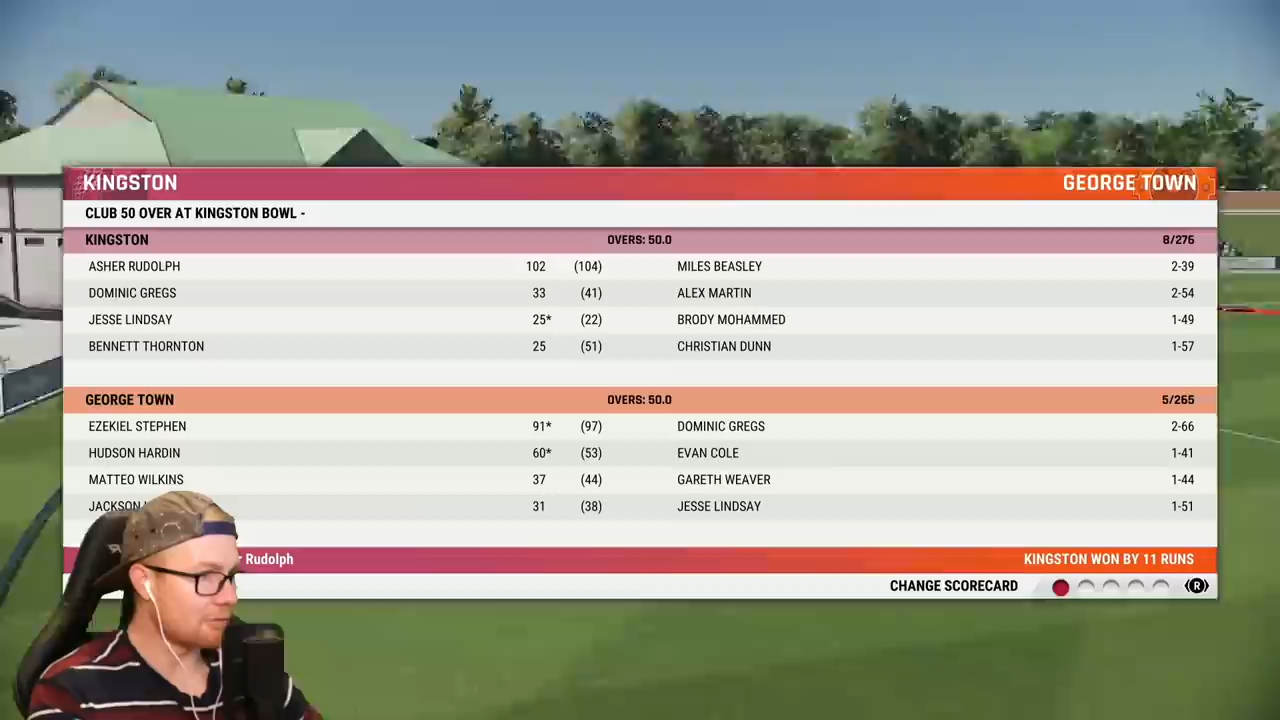 KINGSTON GEORGE TOWN
CLUB 50 OVER AT KINGSTON BOWL -
KINGSTON OVERS: 50.0 8/276
ASHER RUDOLPH 102 (104) MILES BEASLEY 2-39
DOMINIC GREGS 33 (41) ALEX MARTIN 2-54
JESSE LINDSAY 25* (22) BRODY MOHAMMED 1-49
BENNETT THORNTON 25 (51) CHRISTIAN DUNN 1-57
GEORGE TOWN OVERS: 50.0 5/265
EZEKIEL STEPHEN 91* (97) DOMINIC GREGS 2-66
HUDSON HARDIN 60* (53) EVAN COLE 1-41
MATTEO WILKINS 37 (44) GARETH WEAVER 1-44
JACKSON 31 (38) JESSE LINDSAY 1-51
Rudolph KINGSTON WON BY 11 RUNS
CHANGE SCORECARD R